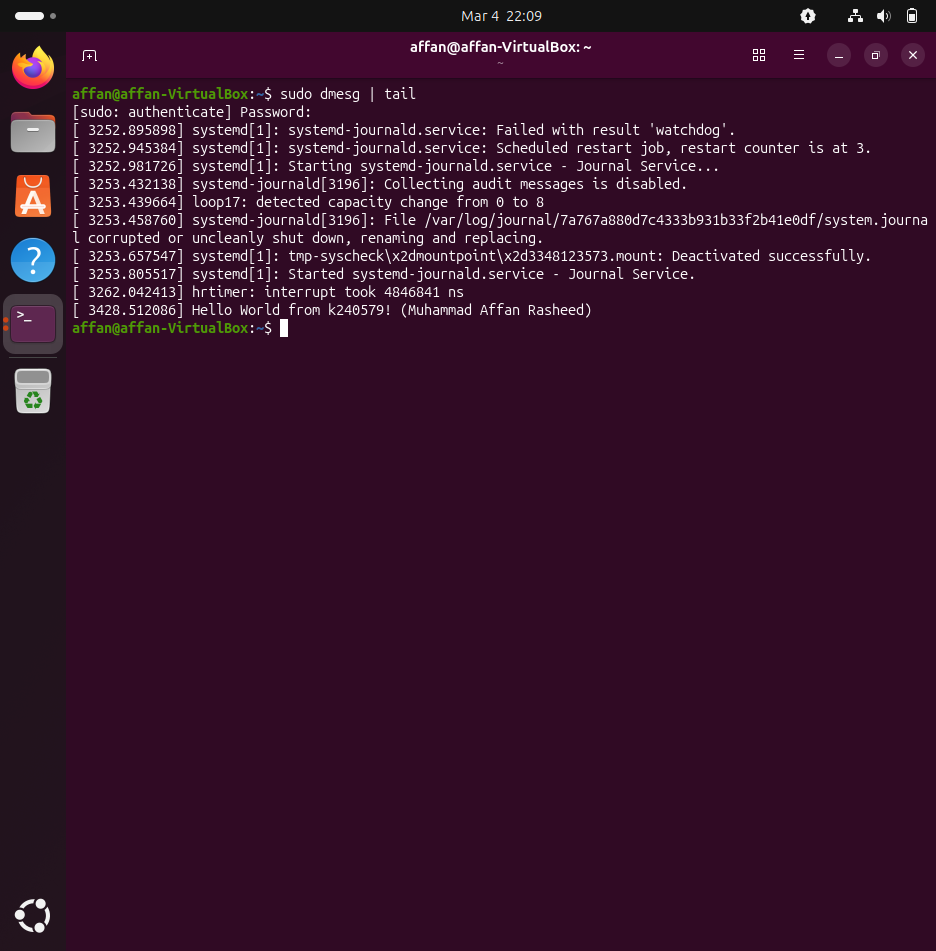 Mar 4 22:09
affan@affan-VirtualBox: ~
~
affan@affan-VirtualBox:~$ sudo dmesg | tail
[sudo: authenticate] Password:
[ 3252.895898] systemd[1]: systemd-journald.service: Failed with result 'watchdog'.
[ 3252.945384] systemd[1]: systemd-journald.service: Scheduled restart job, restart counter is at 3.
[ 3252.981726] systemd[1]: Starting systemd-journald.service - Journal Service...
[ 3253.432138] systemd-journald[3196]: Collecting audit messages is disabled.
[ 3253.439664] loop17: detected capacity change from 0 to 8
[ 3253.458760] systemd-journald[3196]: File /var/log/journal/7a767a880d7c4333b931b33f2b41e0df/system.journa
l corrupted or uncleanly shut down, renaming and replacing.
[ 3253.657547] systemd[1]: tmp-syscheck\x2dmountpoint\x2d3348123573.mount: Deactivated successfully.
[ 3253.805517] systemd[1]: Started systemd-journald.service - Journal Service.
[ 3262.042413] hrtimer: interrupt took 4846841 ns
[ 3428.512086] Hello World from k240579! (Muhammad Affan Rasheed)
affan@affan-VirtualBox:~$